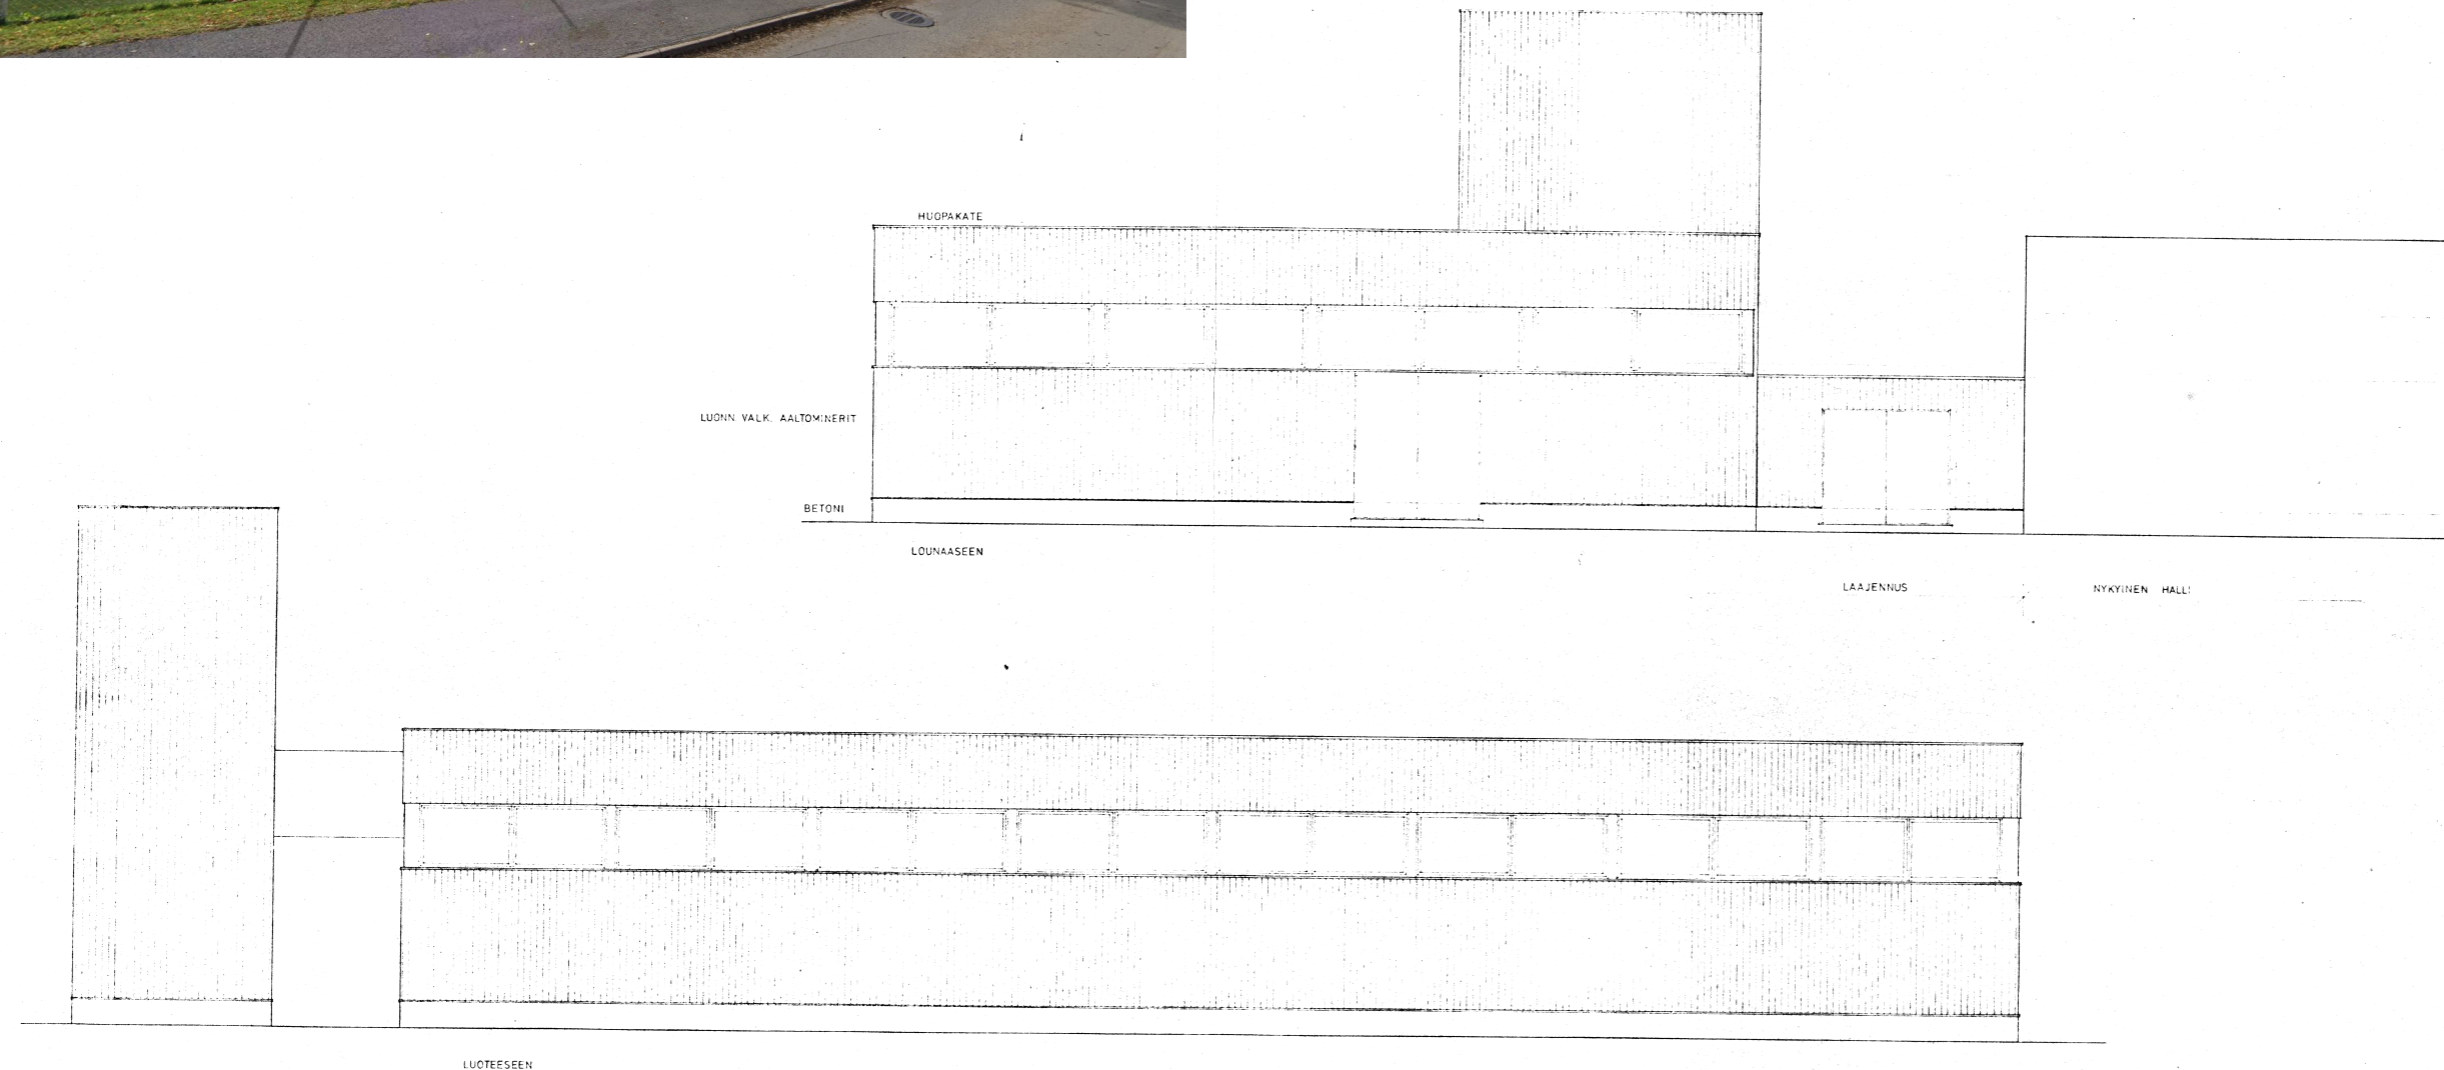 HUOPAKATE
LUONN. VALK. AALTOMINERIT
BETONI
LOUNAASEEN
LAAJENNUS
NYKYINEN HALLI
LUOTEESEEN